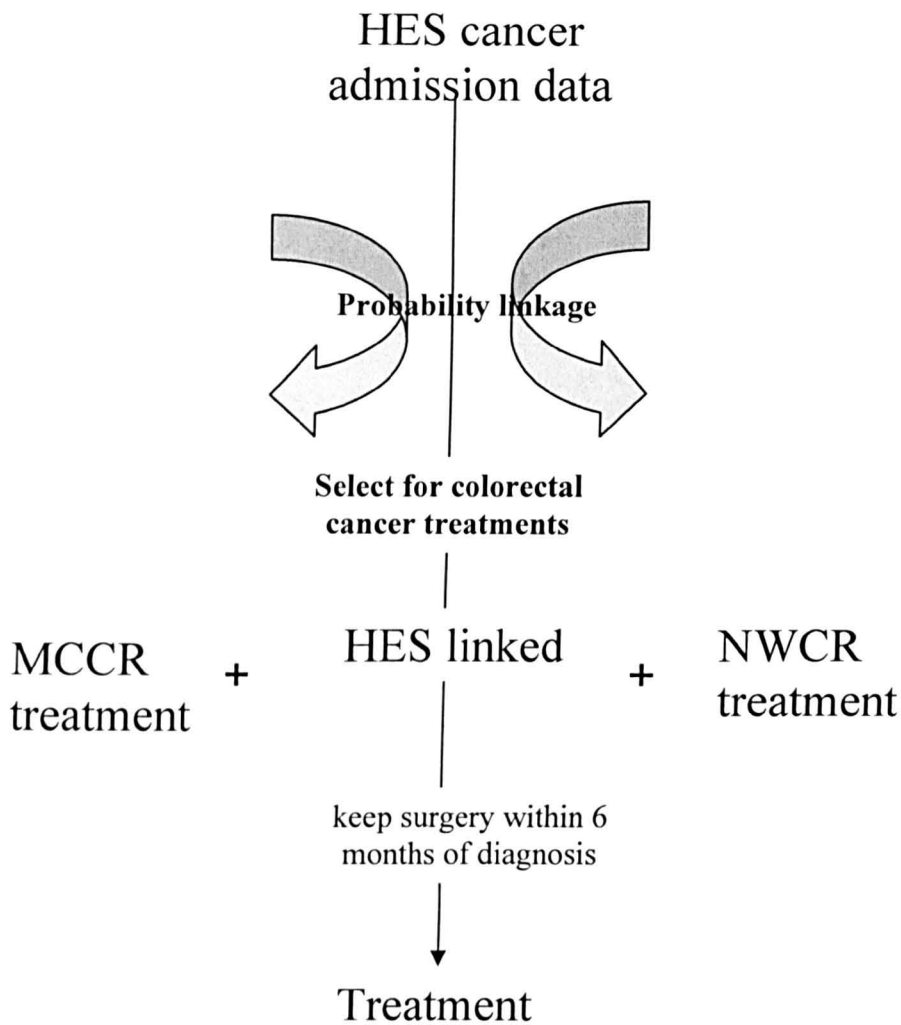 HES cancer
admission data
Probability linkage
Select for colorectal
cancer treatments
MCCR
treatment
+
HES linked
+
NWCR
treatment
keep surgery within 6
months of diagnosis
Treatment